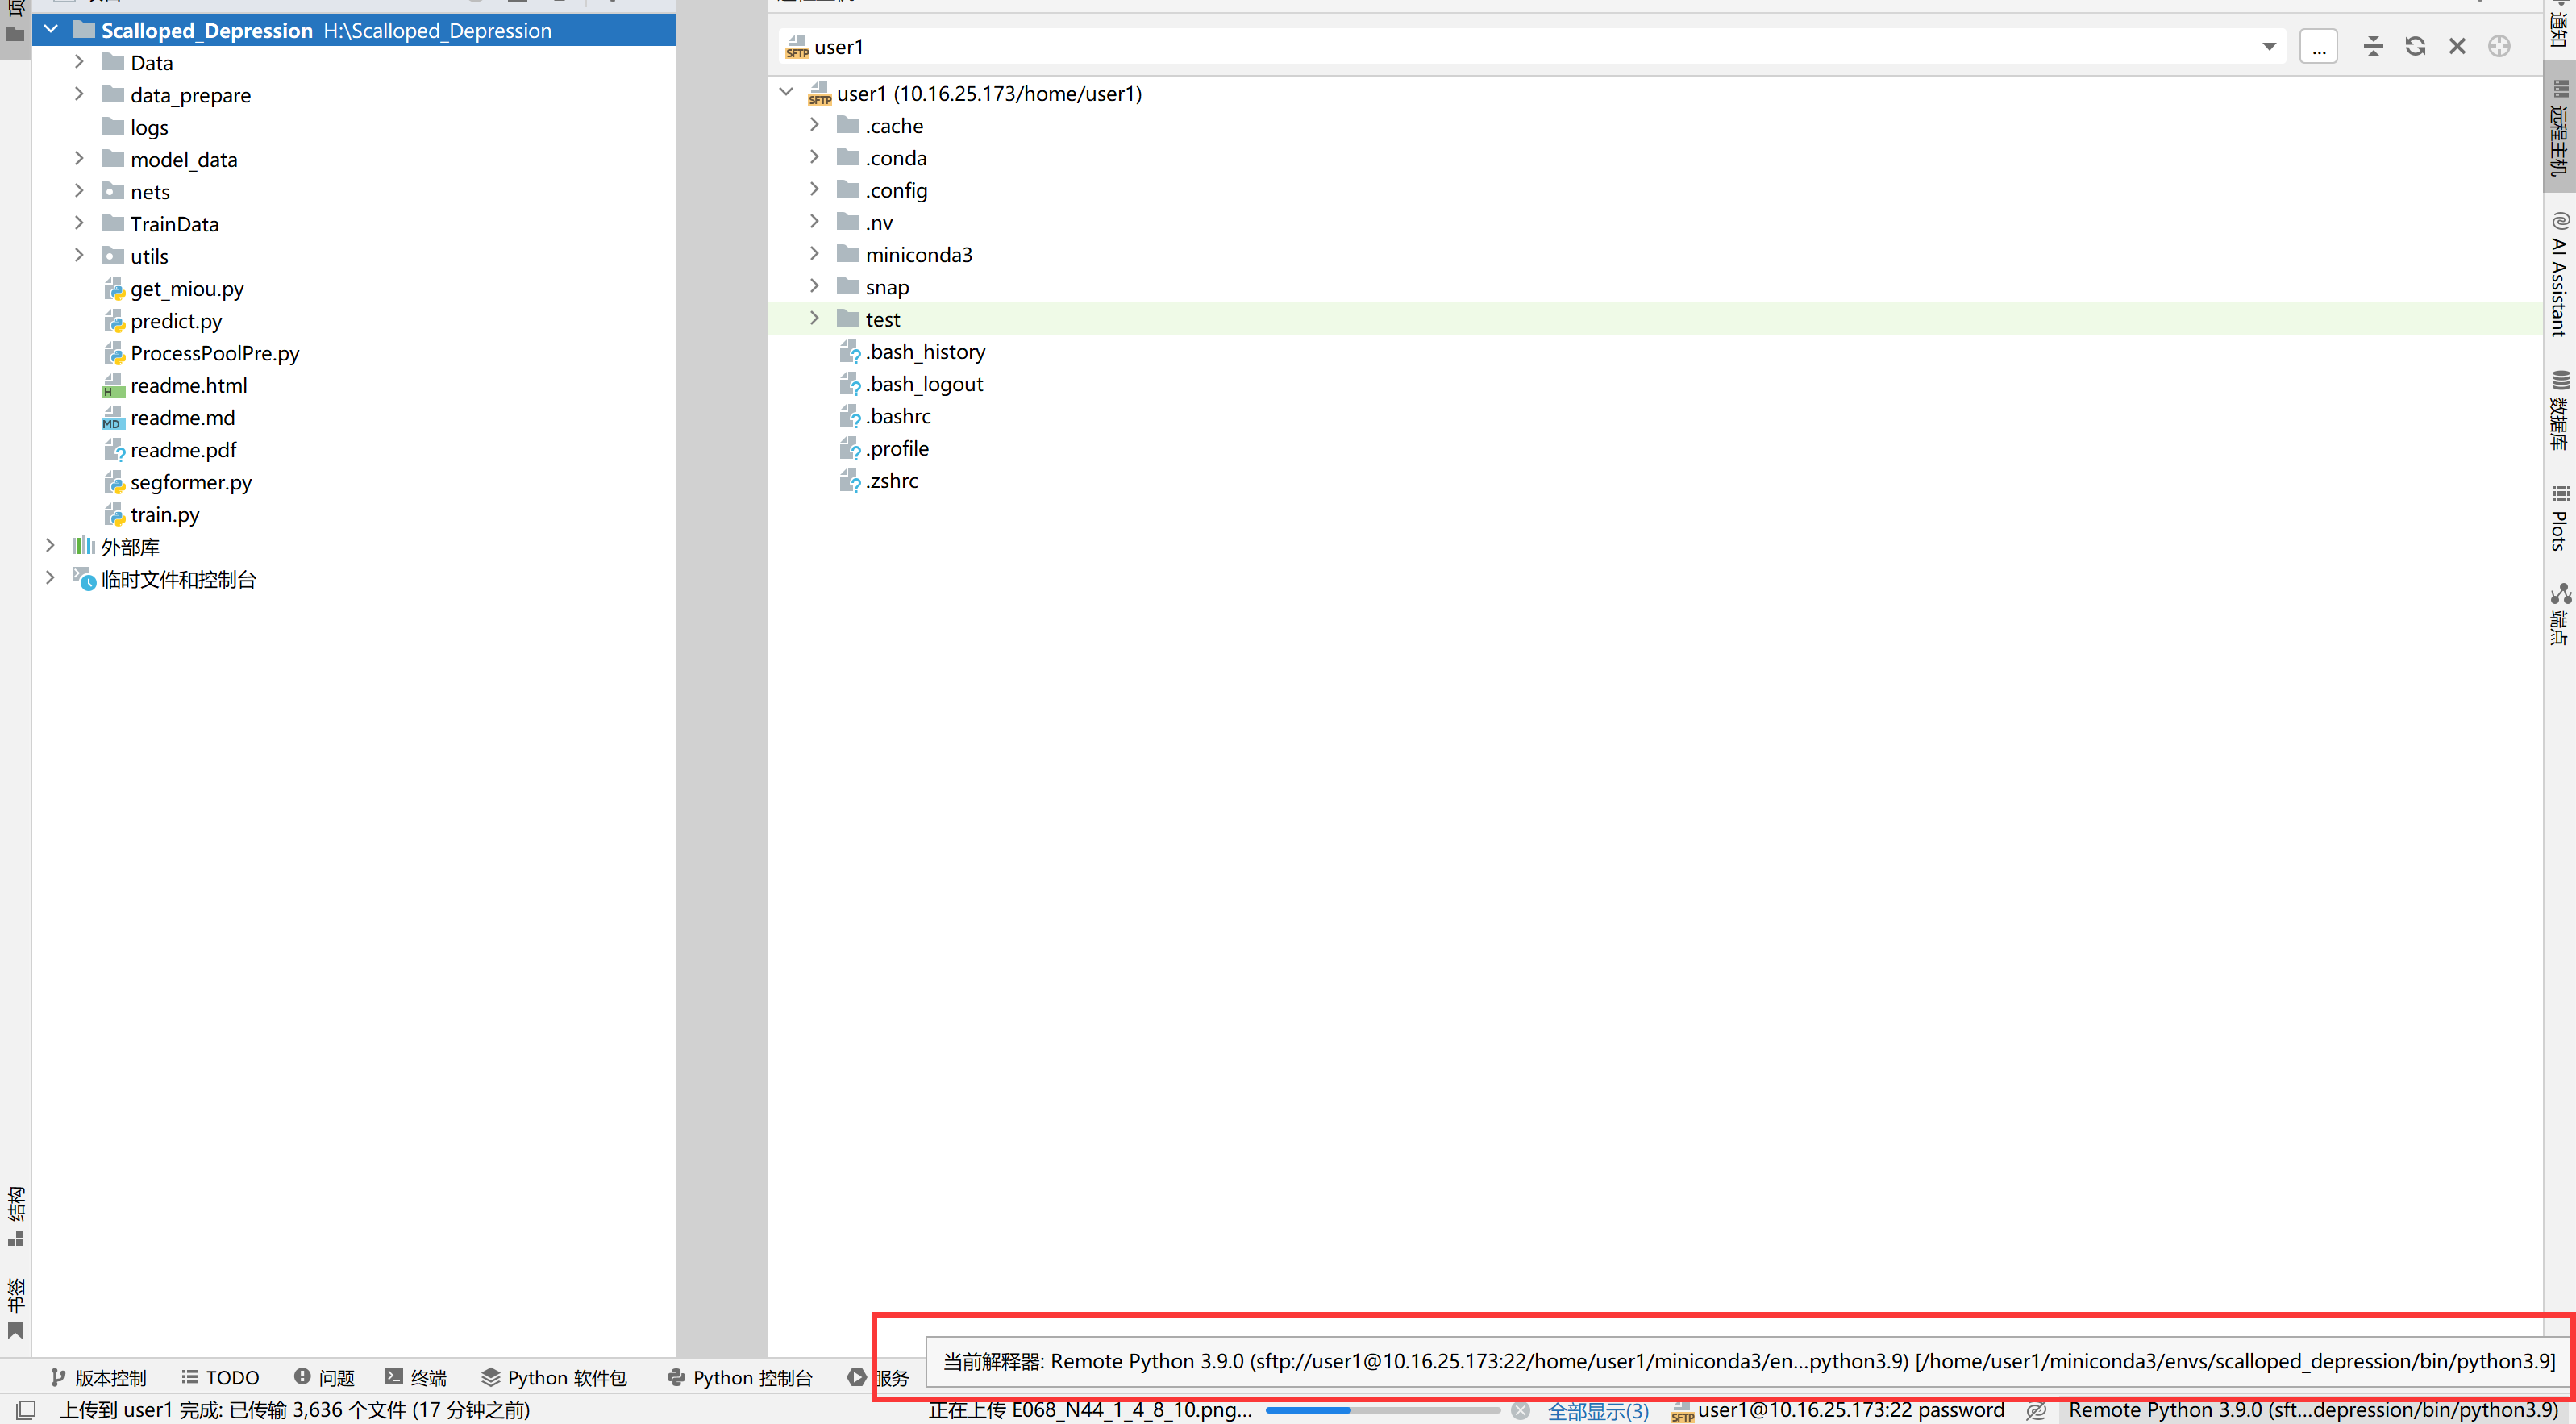 Scalloped_Depression H:\Scalloped_Depression
Data
data_prepare
logs
model_data
nets
TrainData
utils
get_miou.py
predict.py
ProcessPoolPre.py
readme.html
readme.md
readme.pdf
segformer.py
train.py
外部库
临时文件和控制台
结构
书签
SFTP user1
...
SFTP user1 (10.16.25.173/home/user1)
.cache
.conda
.config
.nv
miniconda3
snap
test
.bash_history
.bash_logout
.bashrc
.profile
.zshrc
通知
远程主机
AI Assistant
数据库
Plots
端点
当前解释器: Remote Python 3.9.0 (sftp://user1@10.16.25.173:22/home/user1/miniconda3/en...python3.9) [/home/user1/miniconda3/envs/scalloped_depression/bin/python3.9]
版本控制 TODO 问题 终端 Python 软件包 Python 控制台 服务
上传到 user1 完成: 已传输 3,636 个文件 (17 分钟之前) 正在上传 E068_N44_1_4_8_10.png... 全部显示(3) SFTP user1@10.16.25.173:22 password Remote Python 3.9.0 (sft...depression/bin/python3.9)